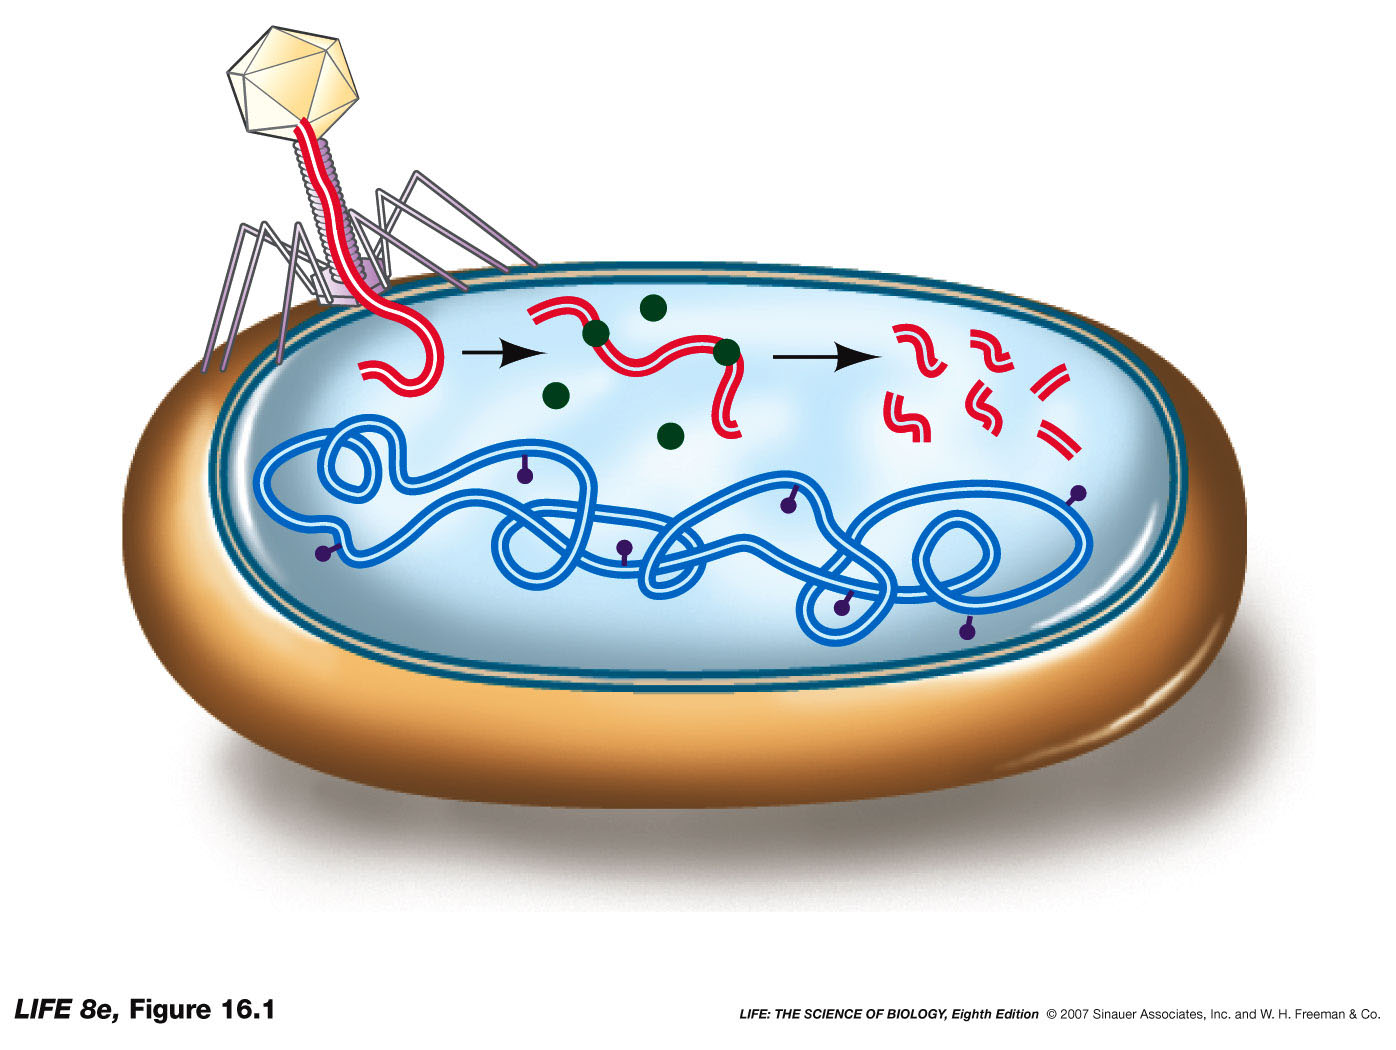 LIFE 8e, Figure 16.1
LIFE: THE SCIENCE OF BIOLOGY, Eighth Edition © 2007 Sinauer Associates, Inc. and W. H. Freeman & Co.